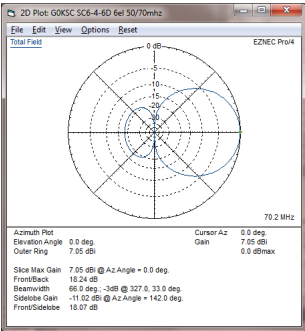 2D Plot: G0KSC SC6-4-6D 6el 50/70mhz
File Edit View Options Reset
Total Field
EZNEC Pro/4
0 dB
-5
-10
-15
-20
-30
70.2 MHz
Azimuth Plot
Cursor Az 0.0 deg.
Elevation Angle 0.0 deg.
Gain 7.05 dBi
Outer Ring 7.05 dBi
0.0 dBmax
Slice Max Gain 7.05 dBi @ Az Angle = 0.0 deg.
Front/Back 18.24 dB
Beamwidth 66.0 deg.; -3dB @ 327.0, 33.0 deg.
Sidelobe Gain -11.02 dBi @ Az Angle = 142.0 deg.
Front/Sidelobe 18.07 dB